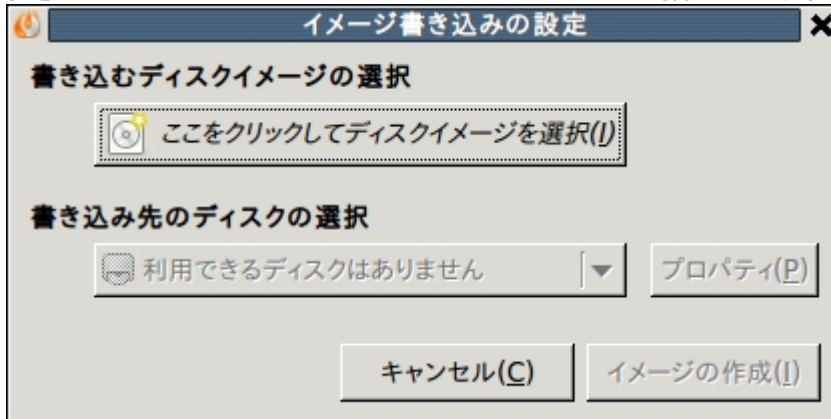 イメージ書き込みの設定
書き込むディスクイメージの選択
ここをクリックしてディスクイメージを選択(I)
書き込み先のディスクの選択
利用できるディスクはありません
プロパティ(P)
キャンセル(C)
イメージの作成(I)